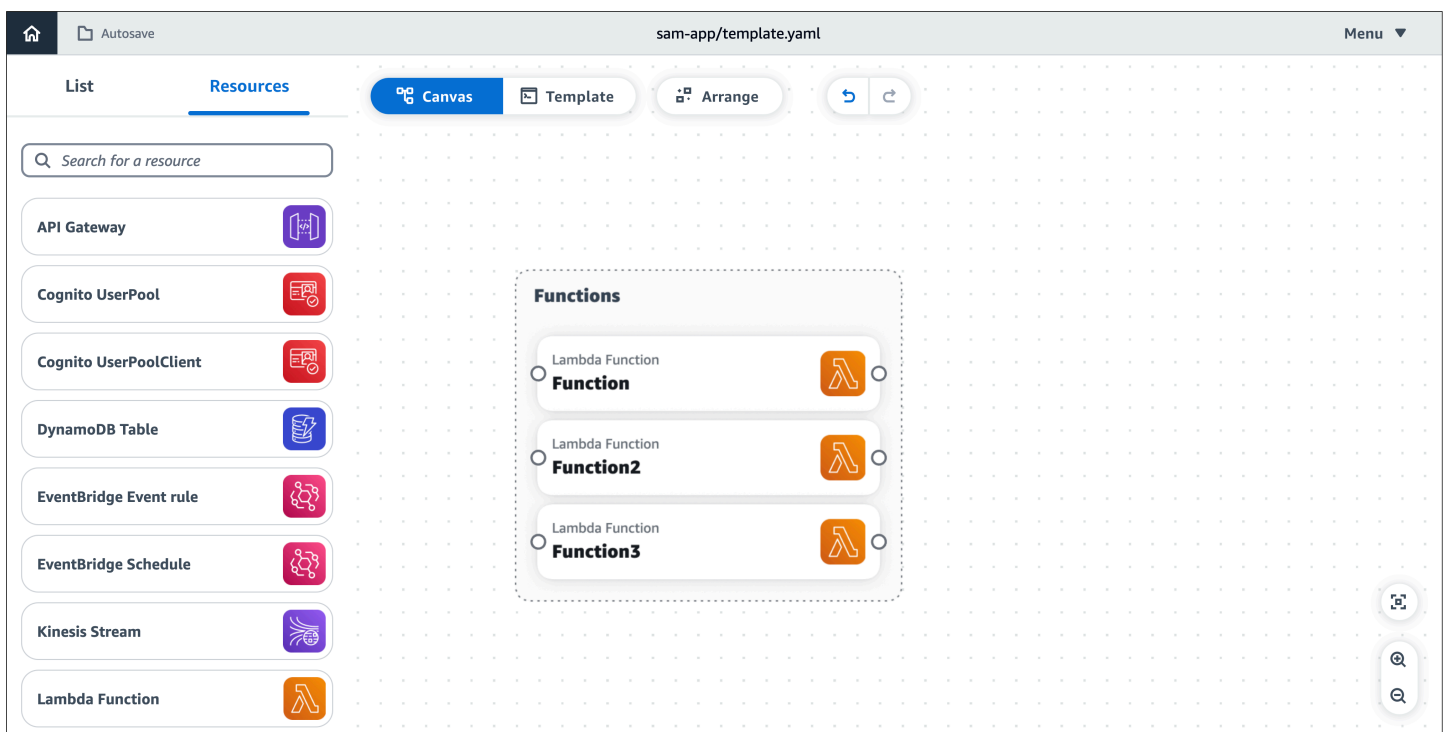 Autosave
sam-app/template.yaml
Menu
List
Resources
Canvas
Template
Arrange
Search for a resource
API Gateway
Cognito UserPool
Cognito UserPoolClient
DynamoDB Table
EventBridge Event rule
EventBridge Schedule
Kinesis Stream
Lambda Function
Functions
Lambda Function
Function
Lambda Function
Function2
Lambda Function
Function3